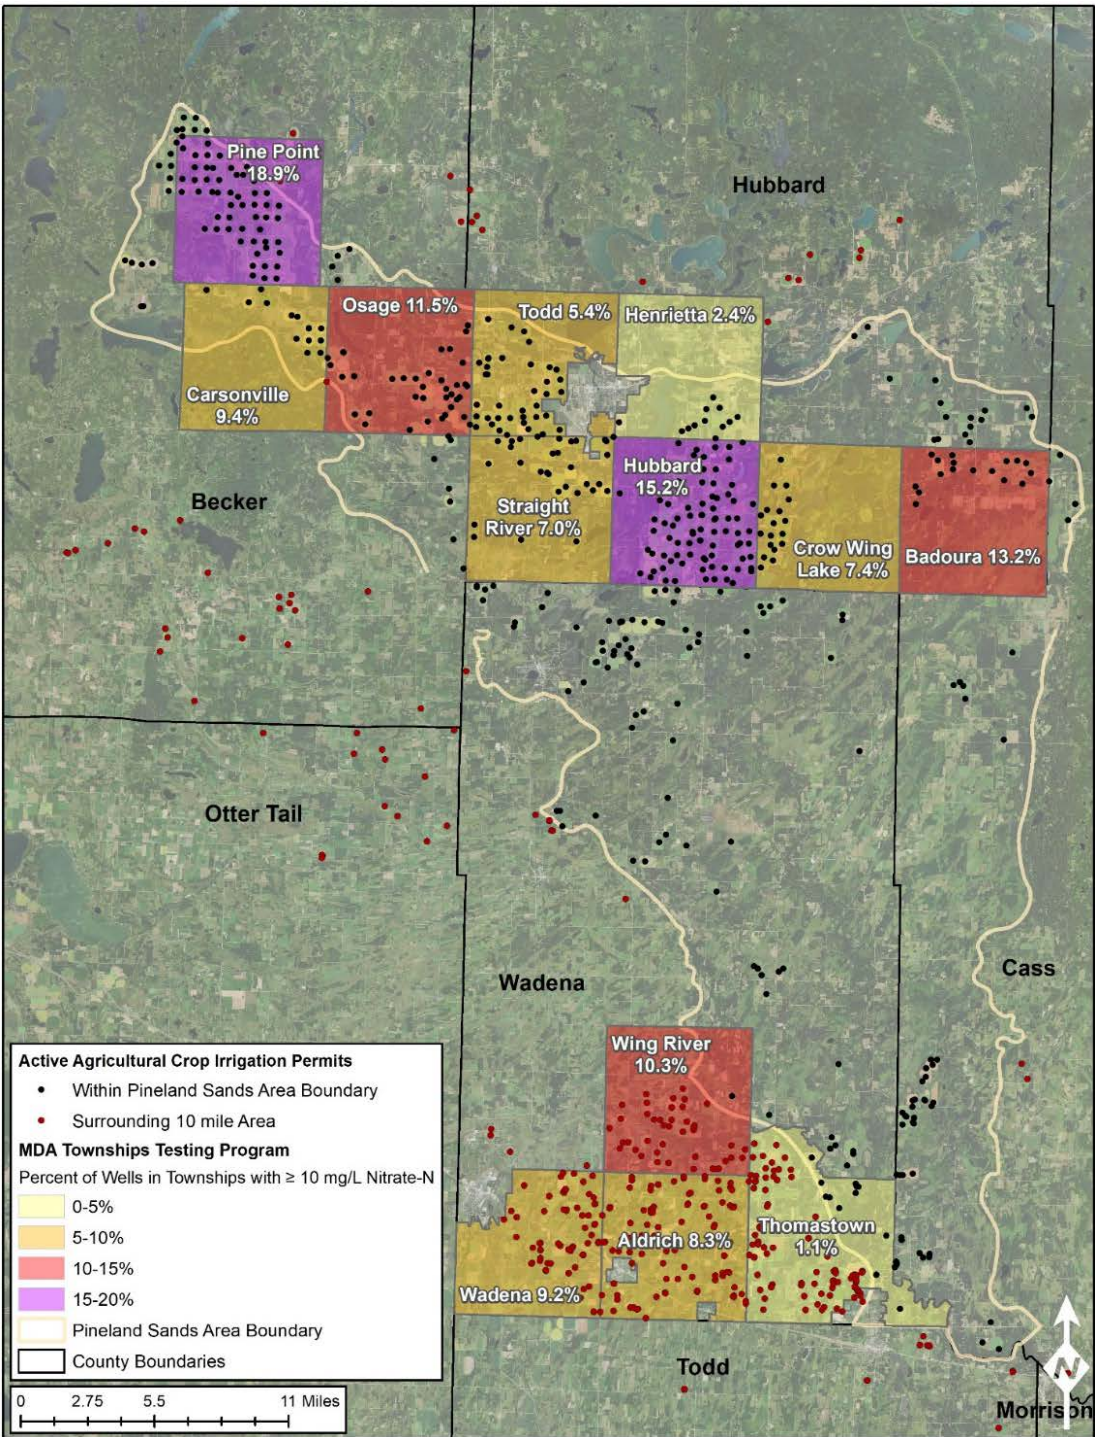 Pine Point
18.9%
Hubbard
Osage 11.5%
Todd 5.4%
Henrietta 2.4%
Carsonville
9.4%
Hubbard
15.2%
Becker
Straight
River 7.0%
Crow Wing
Lake 7.4%
Badoura 13.2%
Otter Tail
Wadena
Cass
Wing River
10.3%
Thomastown
1.1%
Aldrich 8.3%
Wadena 9.2%
Todd
Morrison
N
Active Agricultural Crop Irrigation Permits
Within Pineland Sands Area Boundary
Surrounding 10 mile Area
MDA Townships Testing Program
Percent of Wells in Townships with ≥ 10 mg/L Nitrate-N
0-5%
5-10%
10-15%
15-20%
Pineland Sands Area Boundary
County Boundaries
0 2.75 5.5 11 Miles